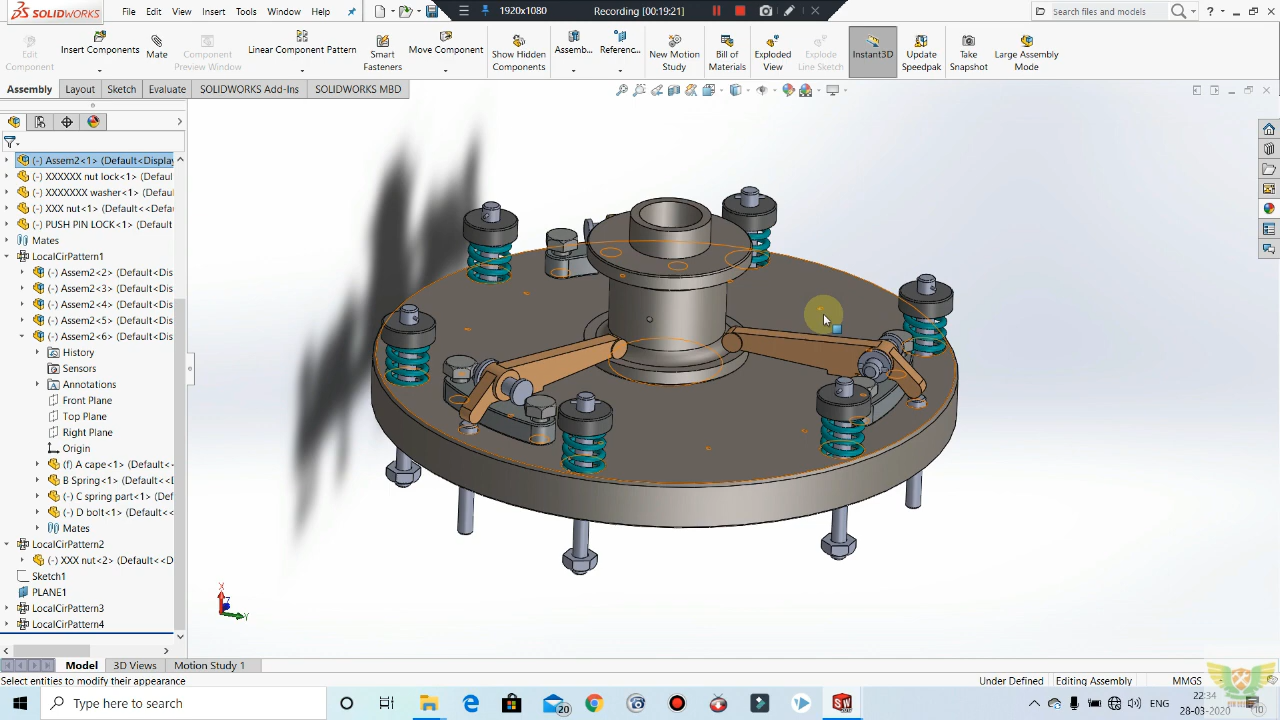 SOLIDWORKS
File Edit View Insert Tools Window Help
1920x1080 Recording [00:19:21]
Search files and models
?
Edit Component
Insert Components
Mate
Component Preview Window
Linear Component Pattern
Smart Fasteners
Move Component
Show Hidden Components
Assemb...
Referenc...
New Motion Study
Bill of Materials
Exploded View
Explode Line Sketch
Instant3D
Update Speedpak
Take Snapshot
Large Assembly Mode
Assembly Layout Sketch Evaluate SOLIDWORKS Add-Ins SOLIDWORKS MBD
(-) Assem2<1> (Default<Display
(-) XXXXXX nut lock<1> (Default
(-) XXXXXXX washer<1> (Default
(-) XXX nut<1> (Default<<Defau
(-) PUSH PIN LOCK<1> (Default
Mates
LocalCirPattern1
(-) Assem2<2> (Default<Dis
(-) Assem2<3> (Default<Dis
(-) Assem2<4> (Default<Dis
(-) Assem2<5> (Default<Dis
(-) Assem2<6> (Default<Dis
History
Sensors
Annotations
Front Plane
Top Plane
Right Plane
Origin
(f) A cape<1> (Default<<
B Spring<1> (Default<<
(-) C spring part<1> (Def
(-) D bolt<1> (Default<<
Mates
LocalCirPattern2
(-) XXX nut<2> (Default<<D
Sketch1
PLANE1
LocalCirPattern3
LocalCirPattern4
X
Z
Y
Model 3D Views Motion Study 1
Select entities to modify their appearance
Under Defined Editing Assembly MMGS
Type here to search
20
ENG
22:34
28-03-2020
10